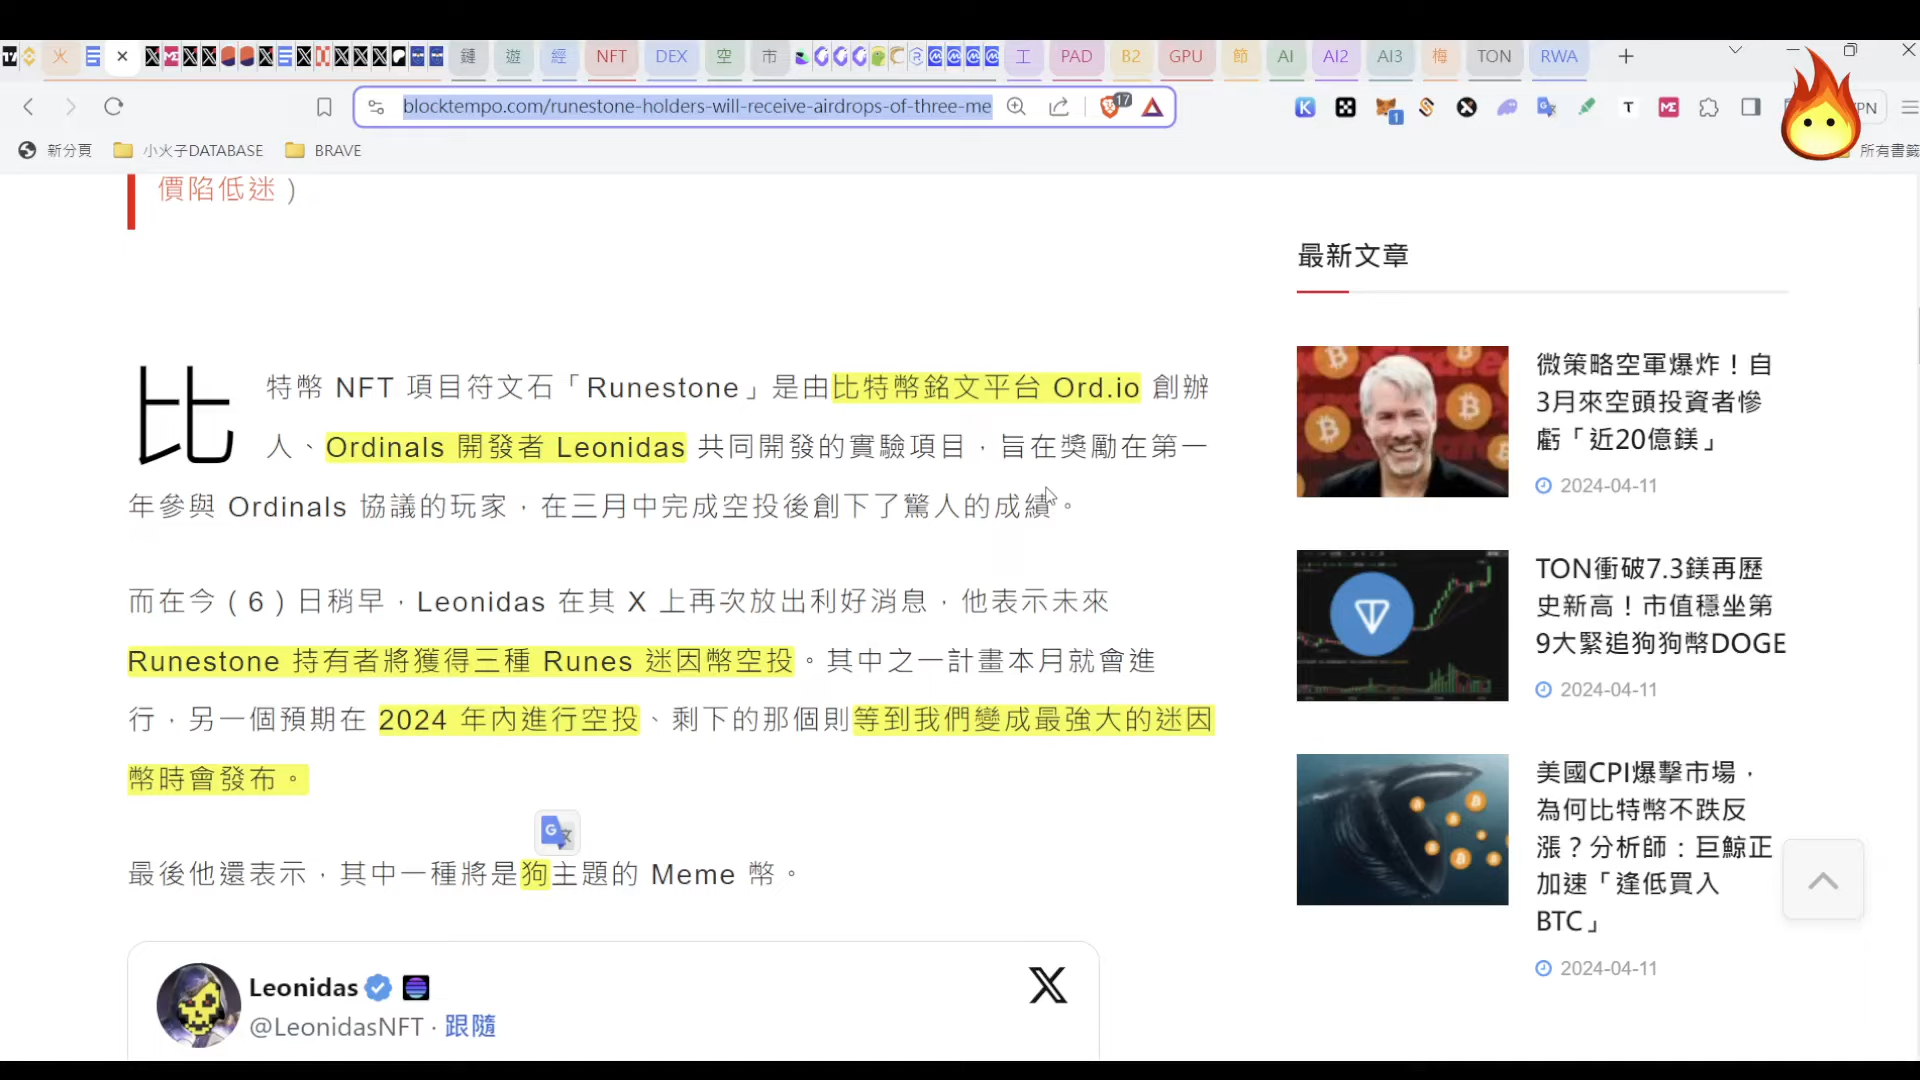 火
鏈
遊
經
NFT
DEX
空
市
工
PAD
B2
GPU
節
AI
AI2
AI3
梅
TON
RWA
blocktempo.com/runestone-holders-will-receive-airdrops-of-three-me
17
1
PN
新分頁
小火子DATABASE
BRAVE
所有書籤
價陷低迷)
比特幣 NFT 項目符文石「Runestone」是由比特幣銘文平台 Ord.io 創辦
人、Ordinals 開發者 Leonidas 共同開發的實驗項目，旨在獎勵在第一
年參與 Ordinals 協議的玩家，在三月中完成空投後創下了驚人的成績。
而在今（6）日稍早，Leonidas 在其 X 上再次放出利好消息，他表示未來
Runestone 持有者將獲得三種 Runes 迷因幣空投。其中之一計畫本月就會進
行，另一個預期在 2024 年內進行空投、剩下的那個則等到我們變成最強大的迷因
幣時會發布。
最後他還表示，其中一種將是狗主題的 Meme 幣。
Leonidas
@LeonidasNFT · 跟隨
最新文章
微策略空軍爆炸！自
3月來空頭投資者慘
虧「近20億鎂」
2024-04-11
TON衝破7.3鎂再歷
史新高！市值穩坐第
9大緊追狗狗幣DOGE
2024-04-11
美國CPI爆擊市場，
為何比特幣不跌反
漲？分析師：巨鯨正
加速「逢低買入
BTC」
2024-04-11